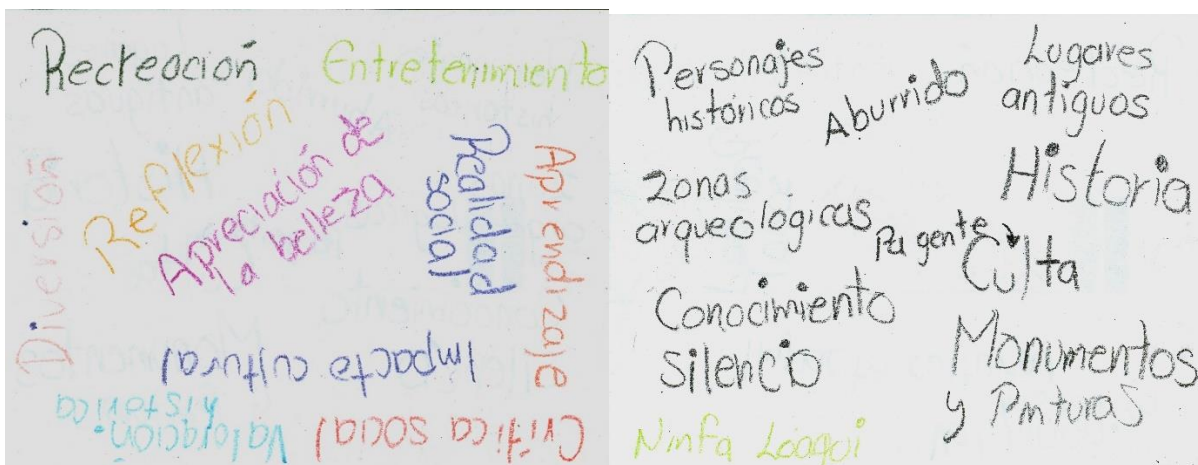 Recreación
Entretenimiento
Reflexión
Apreciación de
la belleza
Realidad
social
Aprendizaje
Diversión
Impacto cultural
Valoración
histórica
Crítica social
Personajes
históricos
Aburrido
Lugares
antiguos
Historia
zonas
arqueologicas
Pa gente
Culta
Conocimiento
silencio
Monumentos
y Pinturas
Ninfa Loaqui